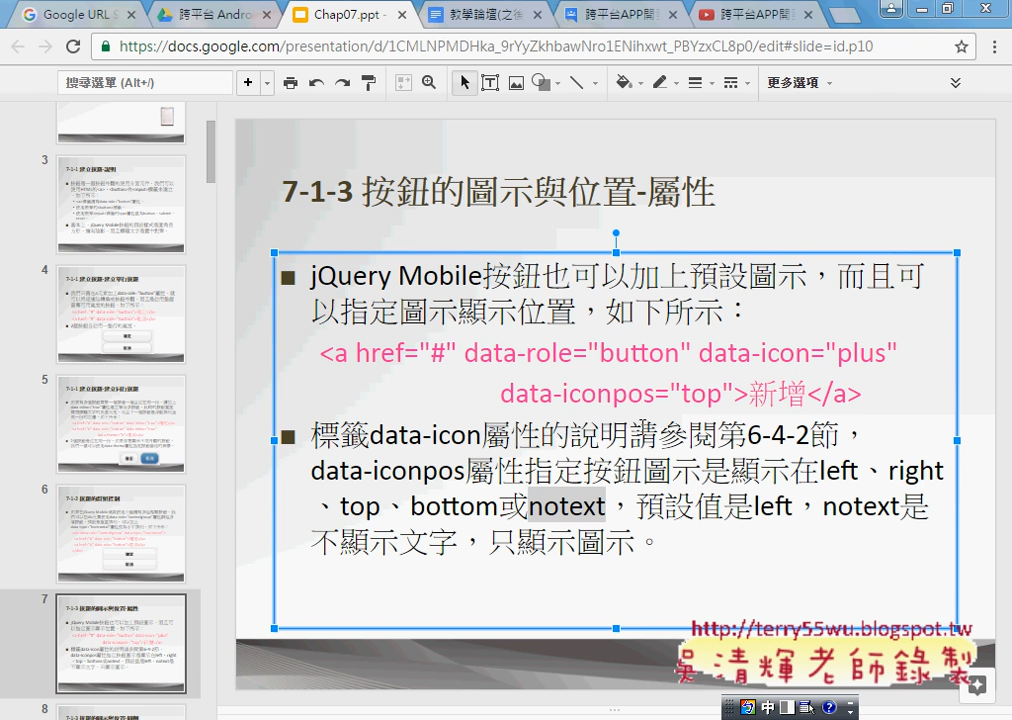 Google URL S
跨平台 Andro
Chap07.ppt -
教學論壇(之後
跨平台APP開
跨平台APP開
https://docs.google.com/presentation/d/1CMLNPMDHka_9rYyZkhbawNro1ENihxwt_PBYzxCL8p0/edit#slide=id.p10
搜尋選單 (Alt+/)
更多選項
3
4
5
6
7
8
7-1-3 按鈕的圖示與位置-屬性
jQuery Mobile按鈕也可以加上預設圖示，而且可
以指定圖示顯示位置，如下所示：
<a href="#" data-role="button" data-icon="plus"
data-iconpos="top">新增</a>
標籤data-icon屬性的說明請參閱第6-4-2節，
data-iconpos屬性指定按鈕圖示是顯示在left、right
、top、bottom或notext，預設值是left，notext是
不顯示文字，只顯示圖示。
http://terry55wu.blogspot.tw
吳清輝老師錄製
中